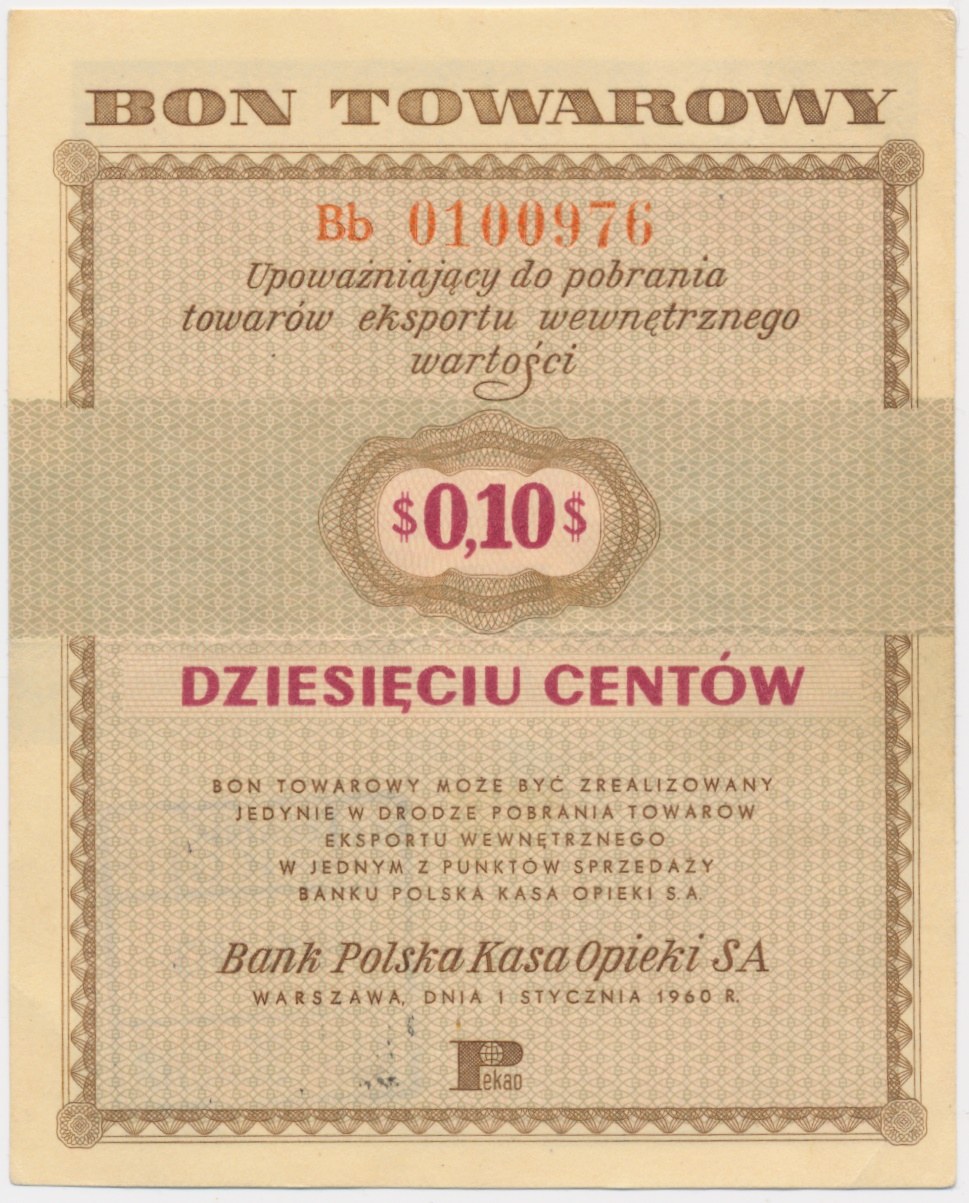 BON TOWAROWY
Bb 0100976
Upoważniający do pobrania
towarów eksportu wewnętrznego
wartości
$0,10$
DZIESIĘCIU CENTÓW
BON TOWAROWY MOŻE BYĆ ZREALIZOWANY
JEDYNIE W DRODZE POBRANIA TOWARÓW
EKSPORTU WEWNĘTRZNEGO
W JEDNYM Z PUNKTÓW SPRZEDAŻY
BANKU POLSKA KASA OPIEKI S.A.
Bank Polska Kasa Opieki SA
WARSZAWA, DNIA 1 STYCZNIA 1960 R.
Pekao